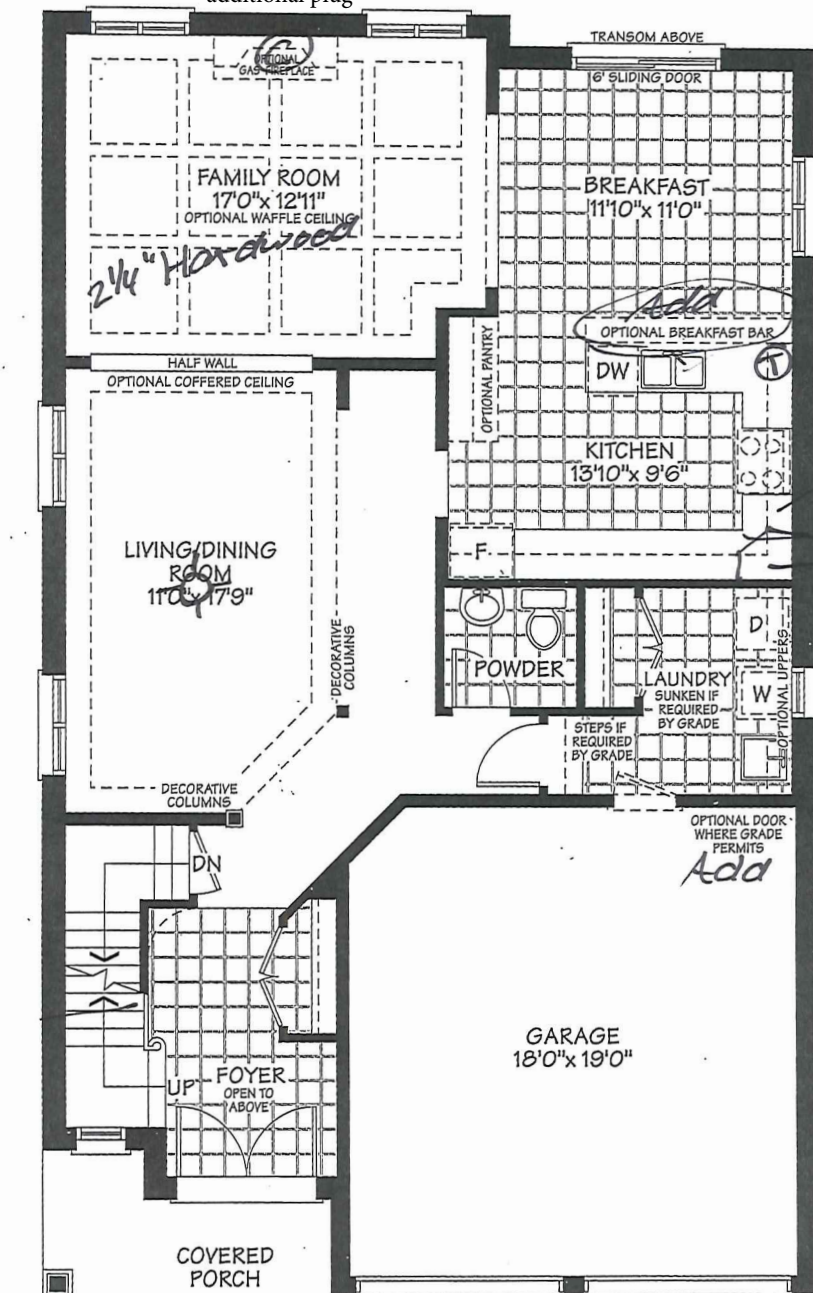 additional plug
TRANSOM ABOVE
6' SLIDING DOOR
OPTIONAL
GAS FIREPLACE
FAMILY ROOM
17'0"x 12'11"
OPTIONAL WAFFLE CEILING
2 1/4" Hardwood
BREAKFAST
11'10"x 11'0"
Add
OPTIONAL BREAKFAST BAR
HALF WALL
OPTIONAL COFFERED CEILING
OPTIONAL PANTRY
DW
T
KITCHEN
13'10"x 9'6"
F
LIVING/DINING
ROOM
11'0"x 17'9"
DECORATIVE
COLUMNS
POWDER
LAUNDRY
SUNKEN IF
REQUIRED
BY GRADE
D
W
OPTIONAL UPPERS
STEPS IF
REQUIRED
BY GRADE
DECORATIVE
COLUMNS
OPTIONAL DOOR
WHERE GRADE
PERMITS
Add
DN
UP
FOYER
OPEN TO
ABOVE
GARAGE
18'0"x 19'0"
COVERED
PORCH